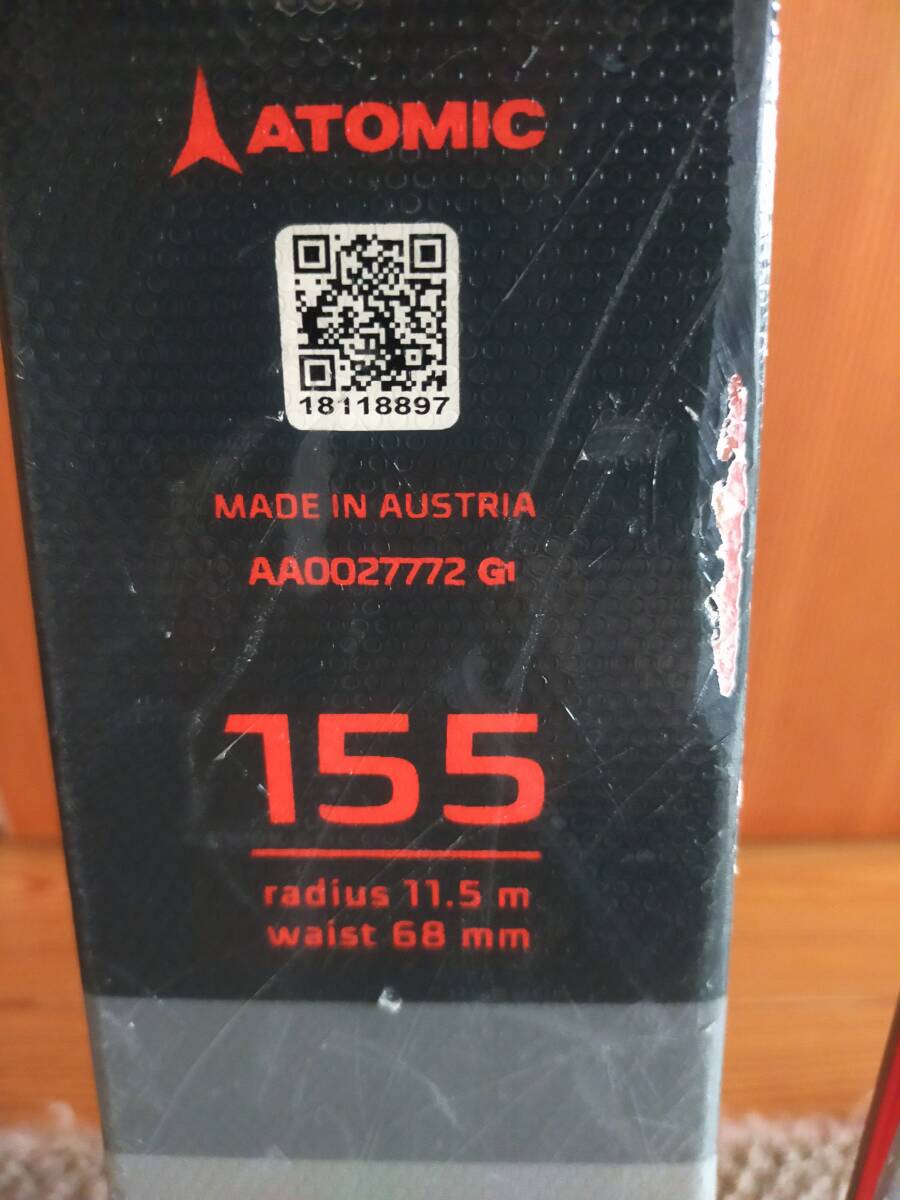 ATOMIC
18118897
MADE IN AUSTRIA
AA0027772 G1
155
radius 11.5 m
waist 68 mm